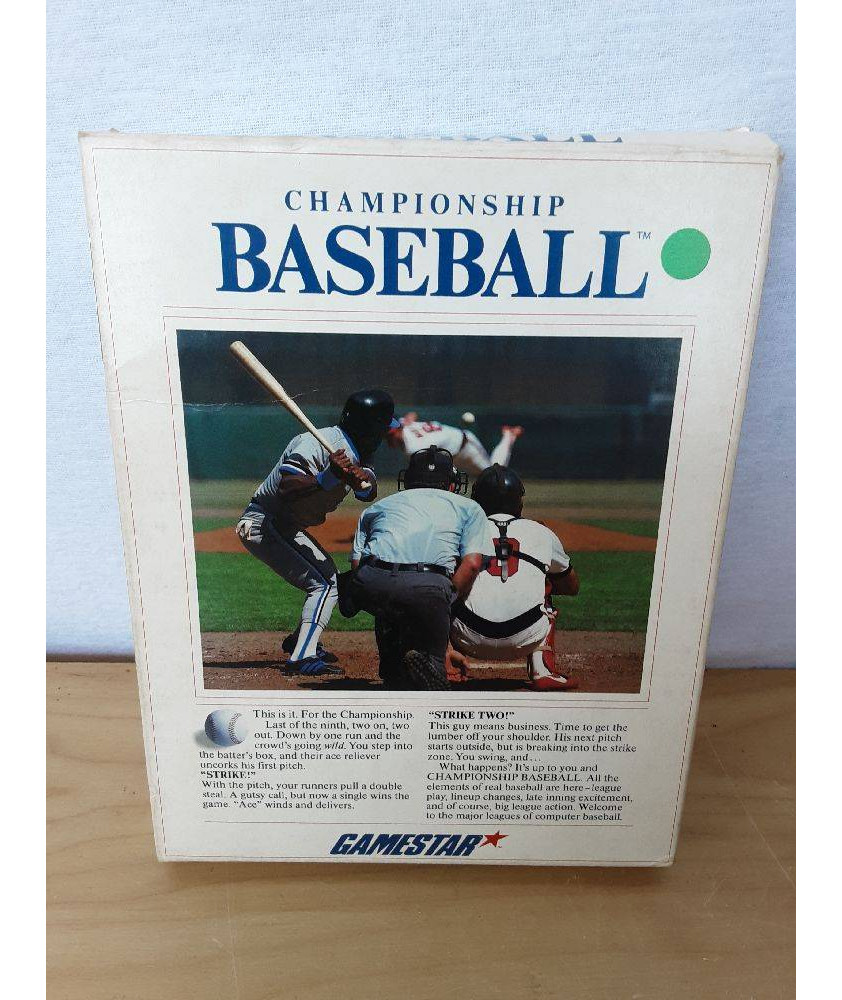 CHAMPIONSHIP
BASEBALL™
This is it. For the Championship.
Last of the ninth, two on, two
out. Down by one run and the
crowd's going wild. You step into
the batter's box, and their ace reliever
uncorks his first pitch.
"STRIKE!"
With the pitch, your runners pull a double
steal. A gutsy call, but now a single wins the
game. "Ace" winds and delivers.
"STRIKE TWO!"
This guy means business. Time to get the
lumber off your shoulder. His next pitch
starts outside, but is breaking into the strike
zone. You swing, and...
What happens? It's up to you and
CHAMPIONSHIP BASEBALL. All the
elements of real baseball are here–league
play, lineup changes, late inning excitement,
and of course, big league action. Welcome
to the major leagues of computer baseball.
GAMESTAR